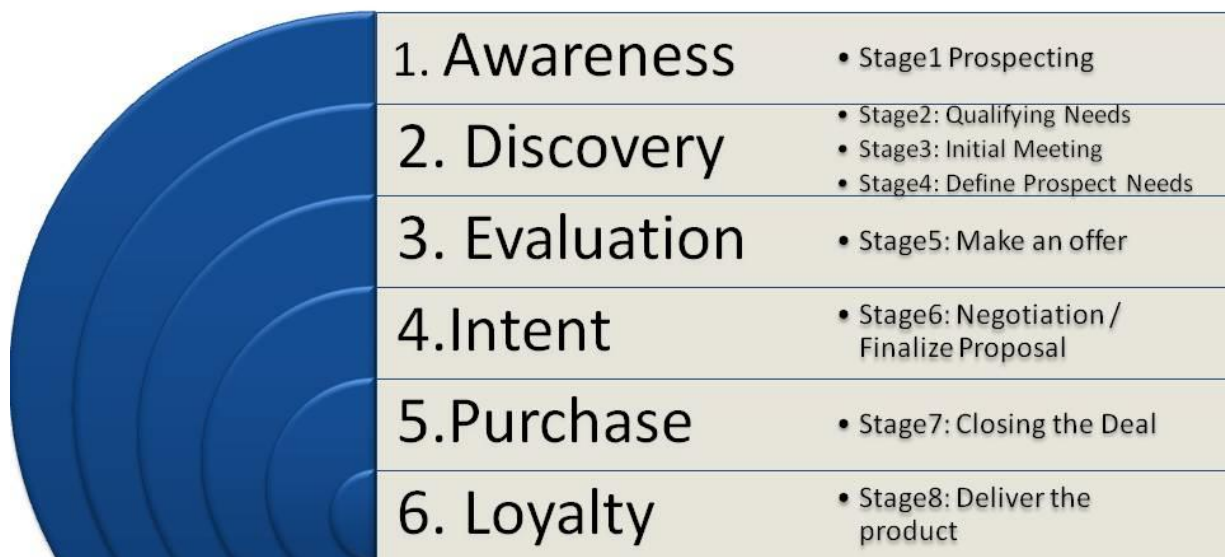 1. Awareness
• Stage1 Prospecting
2. Discovery
• Stage2: Qualifying Needs
• Stage3: Initial Meeting
• Stage4: Define Prospect Needs
3. Evaluation
• Stage5: Make an offer
4.Intent
• Stage6: Negotiation /
Finalize Proposal
5.Purchase
• Stage7: Closing the Deal
6. Loyalty
• Stage8: Deliver the
product